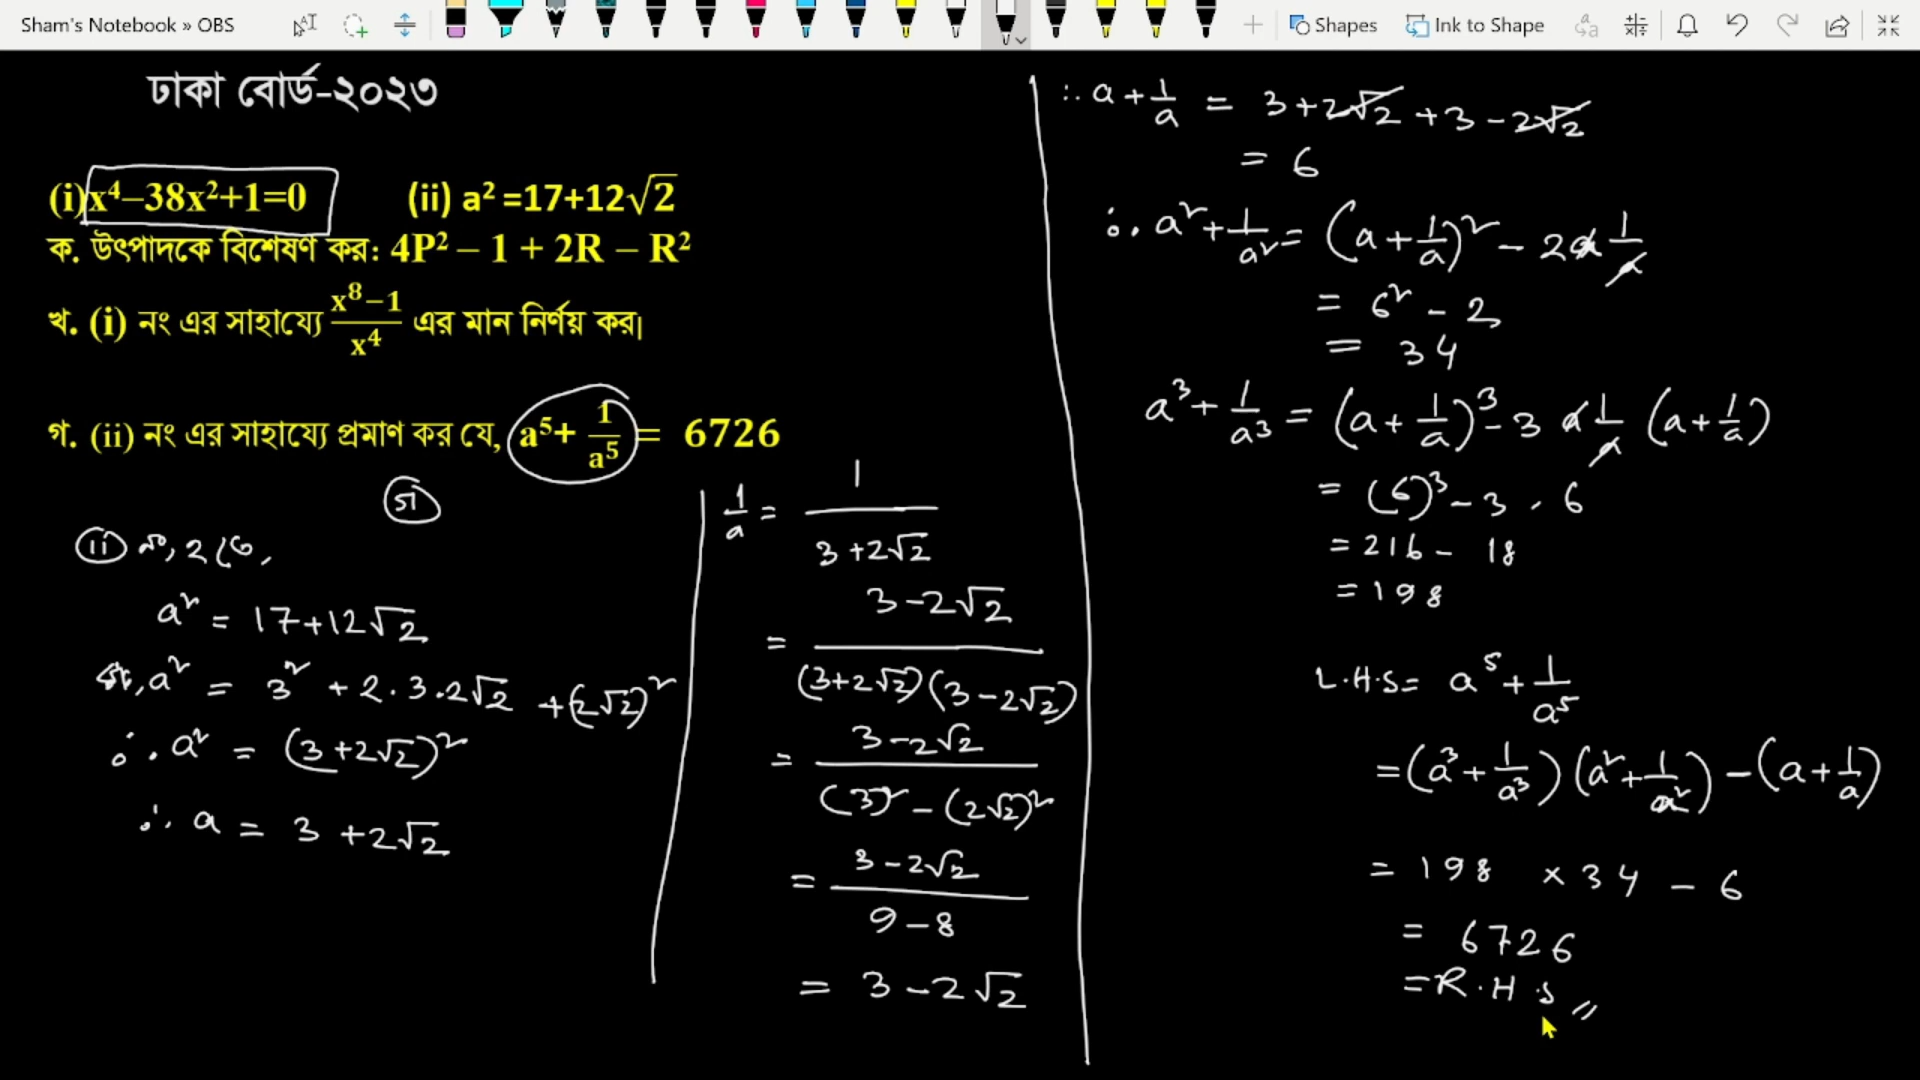 Sham's Notebook » OBS
Shapes
Ink to Shape
ঢাকা বোর্ড-২০২৩
(i) x⁴–38x²+1=0 (ii) a² =17+12√2
ক. উৎপাদকে বিশেষণ কর: 4P² – 1 + 2R – R²
খ. (i) নং এর সাহায্যে (x⁸–1)/x⁴ এর মান নির্ণয় কর।
গ. (ii) নং এর সাহায্যে প্রমাণ কর যে, a⁵+ 1/a⁵ = 6726
গ
(ii) নং, হতে,
a² = 17+12√2
বা, a² = 3² + 2·3·2√2 + (2√2)²
∴ a² = (3+2√2)²
∴ a = 3 +2√2
1/a = 1/(3+2√2)
= (3-2√2)/((3+2√2)(3-2√2))
= (3-2√2)/((3)²-(2√2)²)
= (3-2√2)/(9-8)
= 3-2√2
∴ a+1/a = 3+2√2+3-2√2
= 6
∴ a²+1/a² = (a+1/a)² - 2a 1/a
= 6² - 2
= 34
a³+1/a³ = (a+1/a)³ - 3 a 1/a (a+1/a)
= (6)³ - 3 . 6
= 216 - 18
= 198
L.H.S = a⁵+1/a⁵
= (a³+1/a³)(a²+1/a²) - (a+1/a)
= 198 × 34 - 6
= 6726
= R.H.S